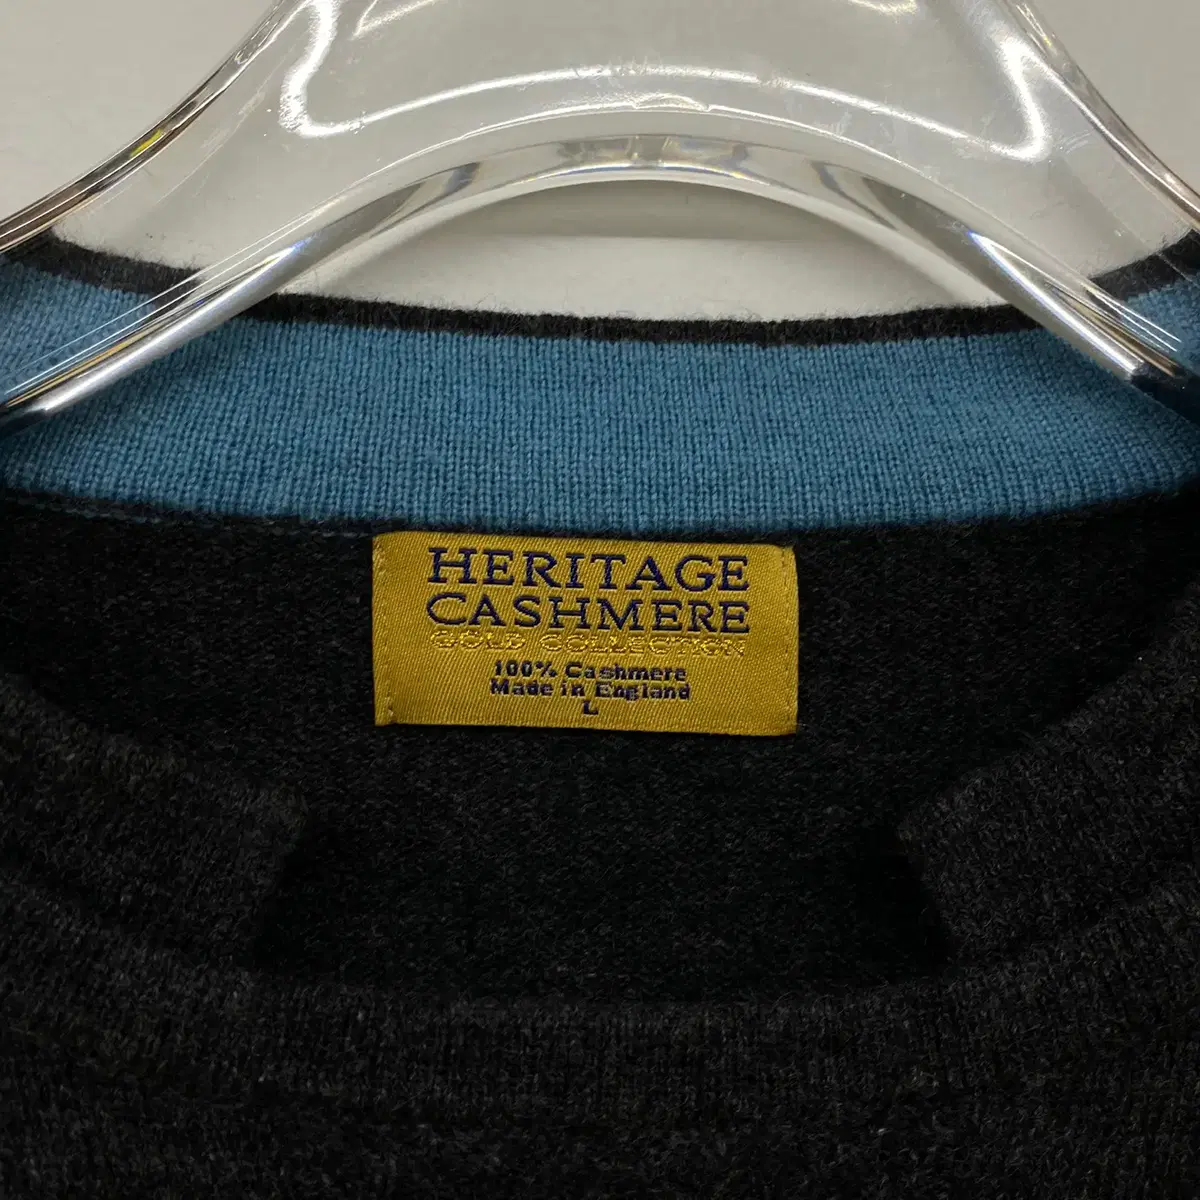 HERITAGE
CASHMERE
GOLD COLLECTION
100% Cashmere
Made in England
L